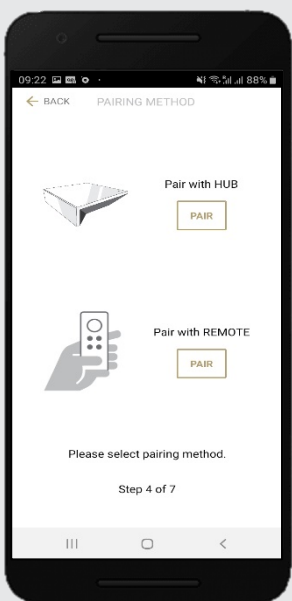 09:22 88%
← BACK PAIRING METHOD
Pair with HUB
PAIR
Pair with REMOTE
PAIR
Please select pairing method.
Step 4 of 7